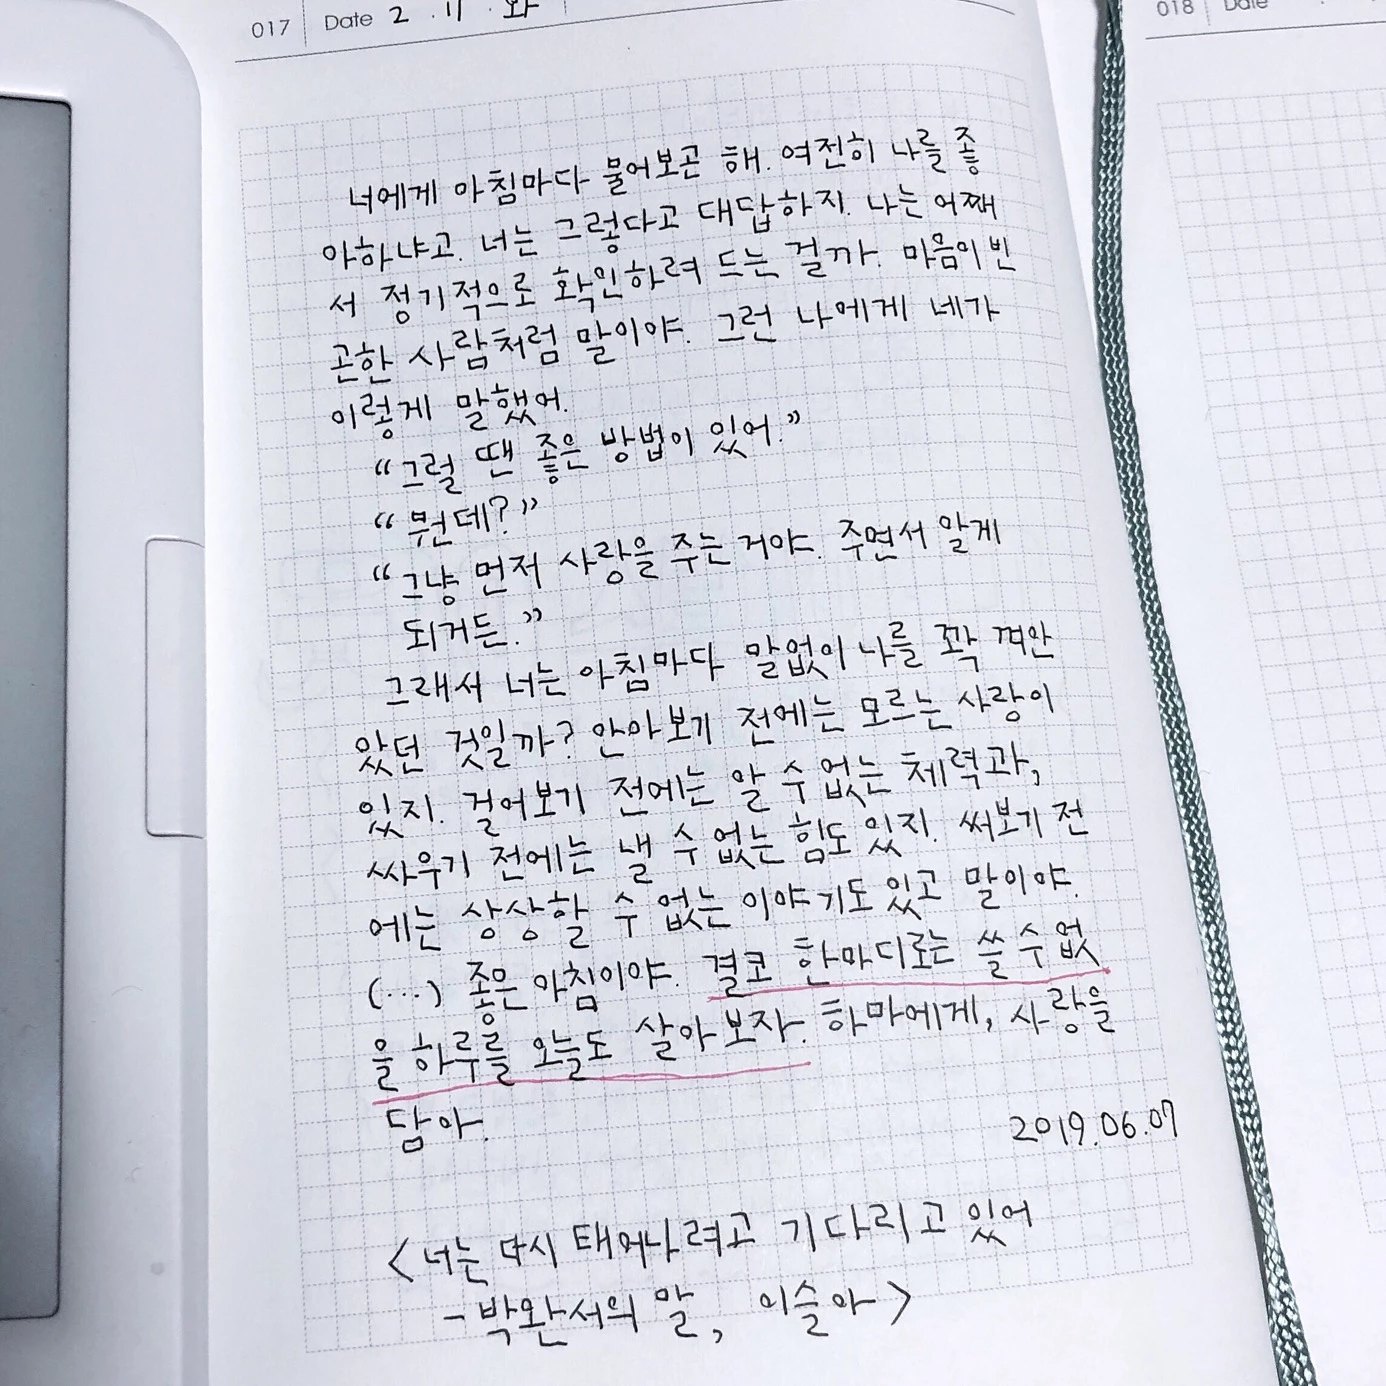 017 Date 2 . 11 . 화
018 Date
너에게 아침마다 물어보곤 해. 여전히 나를 좋
아하냐고. 너는 그렇다고 대답하지. 나는 어째
서 정기적으로 확인하려 드는 걸까. 마음이 빈
곤한 사람처럼 말이야. 그런 나에게 네가
이렇게 말했어.
“그럴 땐 좋은 방법이 있어.”
“뭔데?”
“그냥 먼저 사랑을 주는 거야. 주면서 알게
되거든.”
그래서 너는 아침마다 말없이 나를 꽉 껴안
았던 것일까? 안아보기 전에는 모르는 사랑이
있지. 걸어보기 전에는 알 수 없는 체력과,
싸우기 전에는 낼 수 없는 힘도 있지. 써보기 전
에는 상상할 수 없는 이야기도 있고 말이야.
(...) 좋은 아침이야. 결코 한마디로는 쓸 수 없
을 하루를 오늘도 살아보자. 하마에게, 사랑을
담아.
2019.06.07
<너는 다시 태어나려고 기다리고 있어
- 박완서의 말, 이슬아>